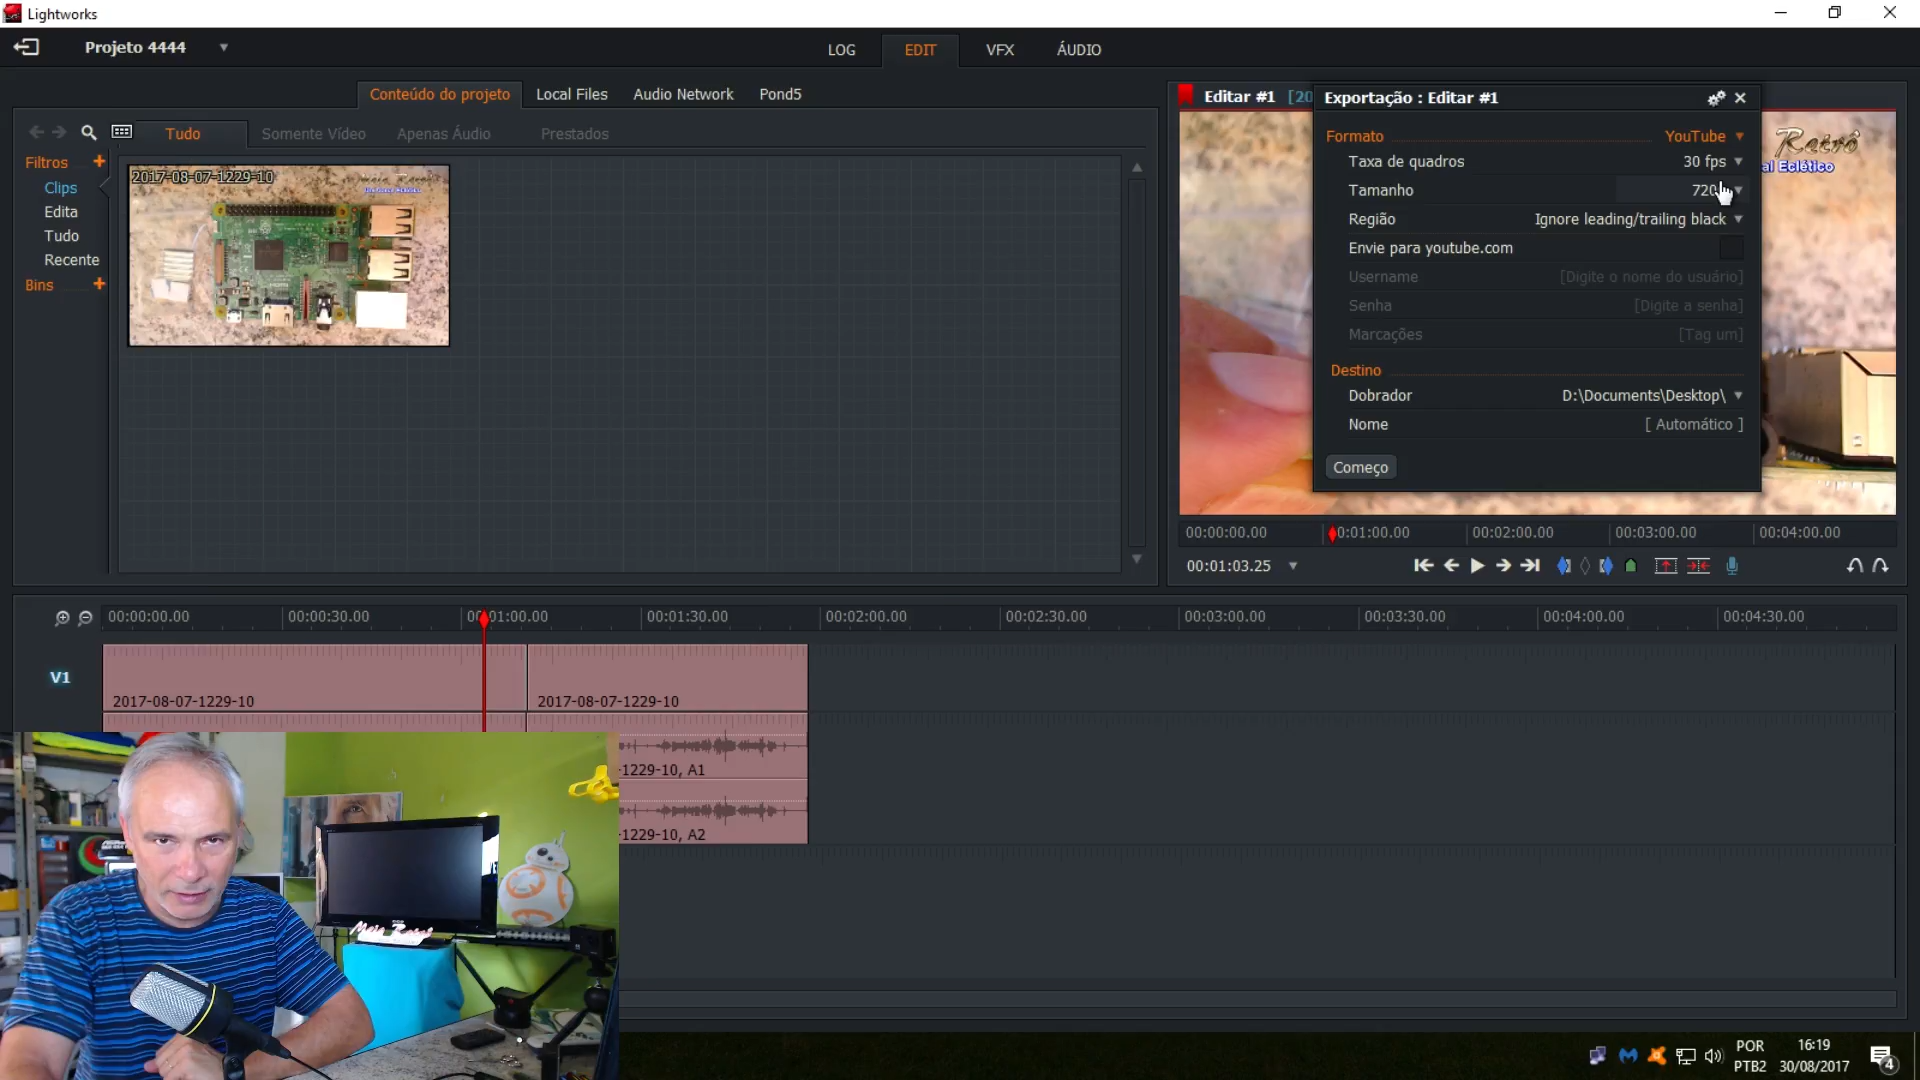 Lightworks
Projeto 4444
LOG
EDIT
VFX
ÁUDIO
Conteúdo do projeto
Local Files
Audio Network
Pond5
Tudo
Somente Vídeo
Apenas Áudio
Prestados
Filtros
Clips
Edita
Tudo
Recente
Bins
2017-08-07-1229-10
Editar #1 [20
Exportação : Editar #1
Formato YouTube
Taxa de quadros 30 fps
Tamanho 720
Região Ignore leading/trailing black
Envie para youtube.com
Username [Digite o nome do usuário]
Senha [Digite a senha]
Marcações [Tag um]
Destino
Dobrador D:\Documents\Desktop\
Nome [ Automático ]
Começo
Retrô
al Eclético
00:00:00.00 0:01:00.00 00:02:00.00 00:03:00.00 00:04:00.00
00:01:03.25
00:00:00.00 00:00:30.00 00:01:00.00 00:01:30.00 00:02:00.00 00:02:30.00 00:03:00.00 00:03:30.00 00:04:00.00 00:04:30.00
V1
2017-08-07-1229-10
2017-08-07-1229-10
-1229-10, A1
-1229-10, A2
POR
PTB2
16:19
30/08/2017
4